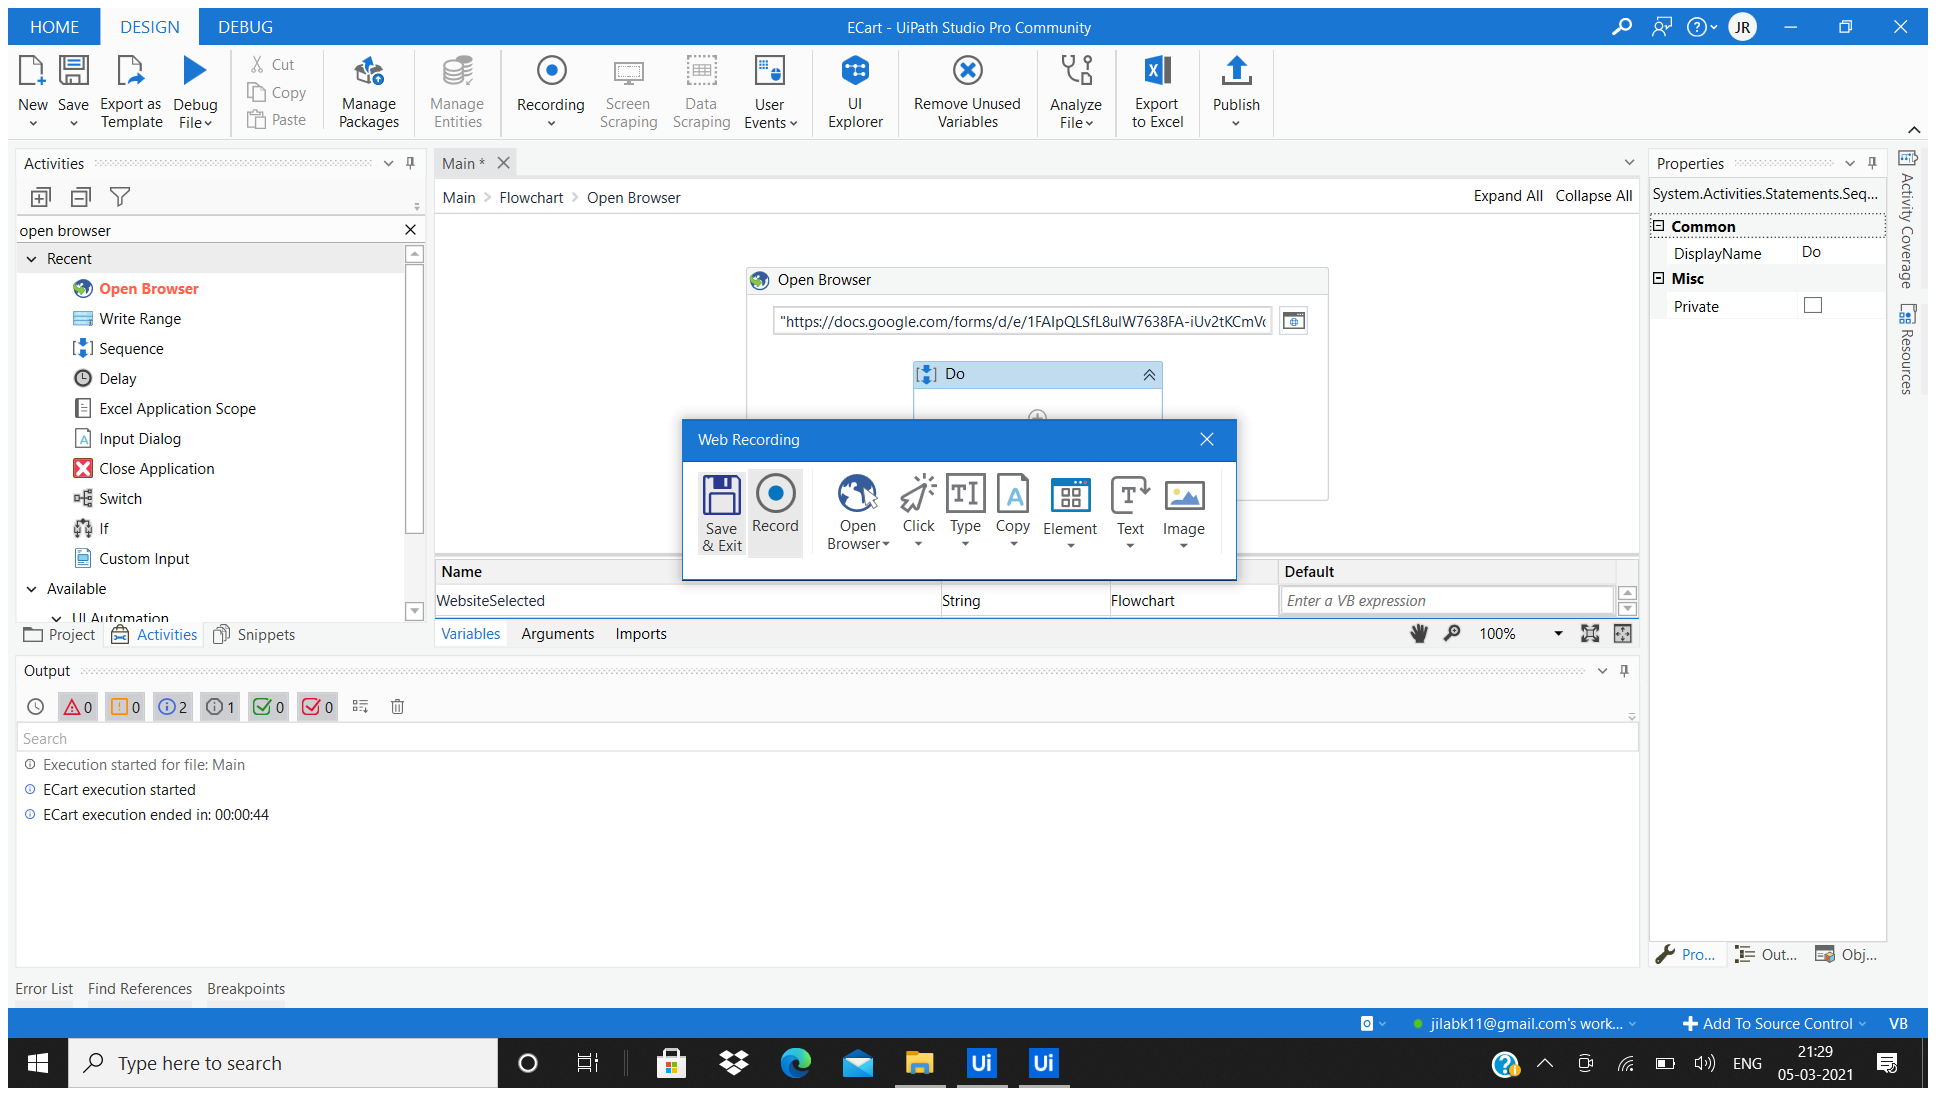 HOME DESIGN DEBUG ECart - UiPath Studio Pro Community JR
New Save Export as Template Debug File Cut Copy Paste Manage Packages Manage Entities Recording Screen Scraping Data Scraping User Events UI Explorer Remove Unused Variables Analyze File Export to Excel Publish
Activities
open browser
Recent
Open Browser
Write Range
Sequence
Delay
Excel Application Scope
Input Dialog
Close Application
Switch
If
Custom Input
Available
UI Automation
Project Activities Snippets
Main *
Main > Flowchart > Open Browser Expand All Collapse All
Open Browser
"https://docs.google.com/forms/d/e/1FAIpQLSfL8ulW7638FA-iUv2tKCmV
Do
Web Recording
Save & Exit Record Open Browser Click Type Copy Element Text Image
Name Default
WebsiteSelected String Flowchart Enter a VB expression
Variables Arguments Imports 100%
Properties
System.Activities.Statements.Seq...
Common
DisplayName Do
Misc
Private
Activity Coverage
Resources
Pro... Out... Obj...
Output
0 0 2 1 0 0
Search
Execution started for file: Main
ECart execution started
ECart execution ended in: 00:00:44
Error List Find References Breakpoints
jilabk11@gmail.com's work... Add To Source Control VB
Type here to search Ui Ui ENG 21:29
05-03-2021